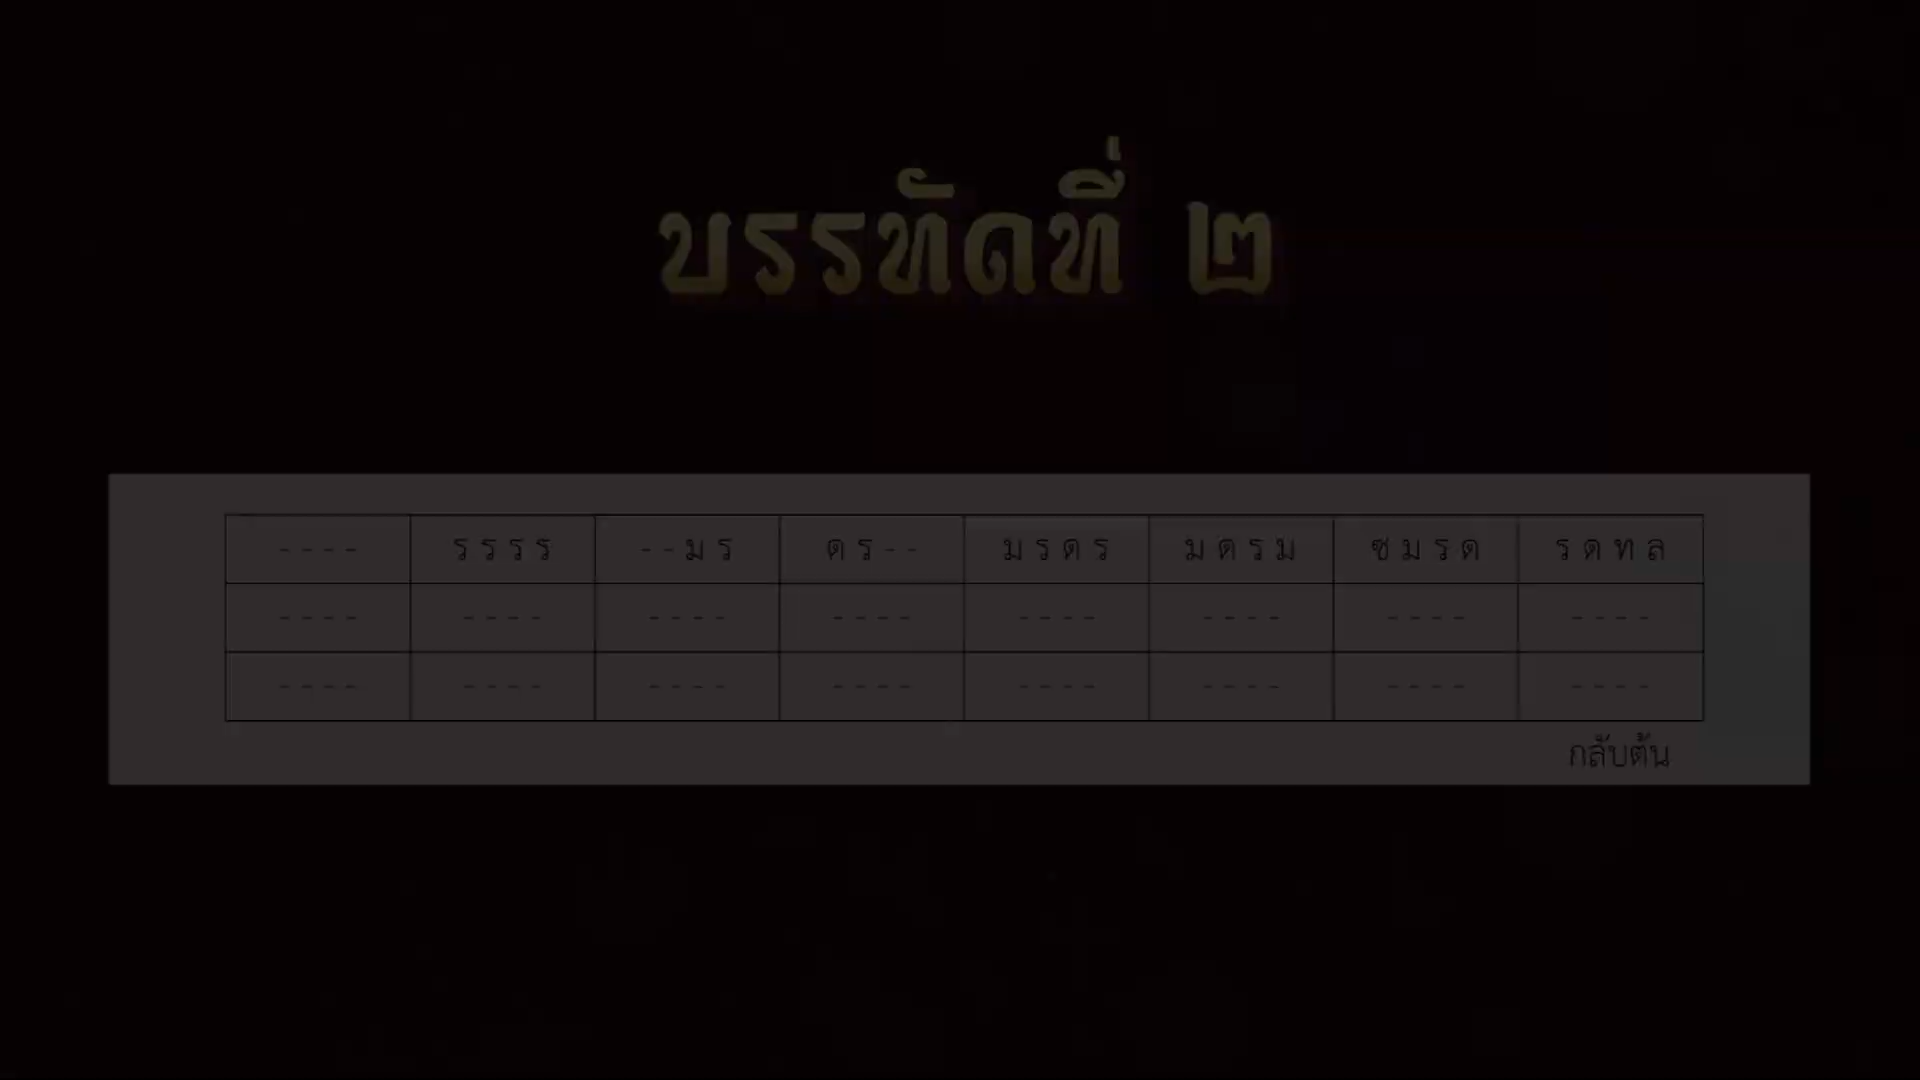 บรรทัดที่ ๒
- - - - ร ร ร ร - - ม ร ด ร - - ม ร ด ร ม ด ร ม ซ ม ร ด ร ด ท ล
- - - - - - - - - - - - - - - - - - - - - - - - - - - - - - - -
- - - - - - - - - - - - - - - - - - - - - - - - - - - - - - - -
กลับต้น